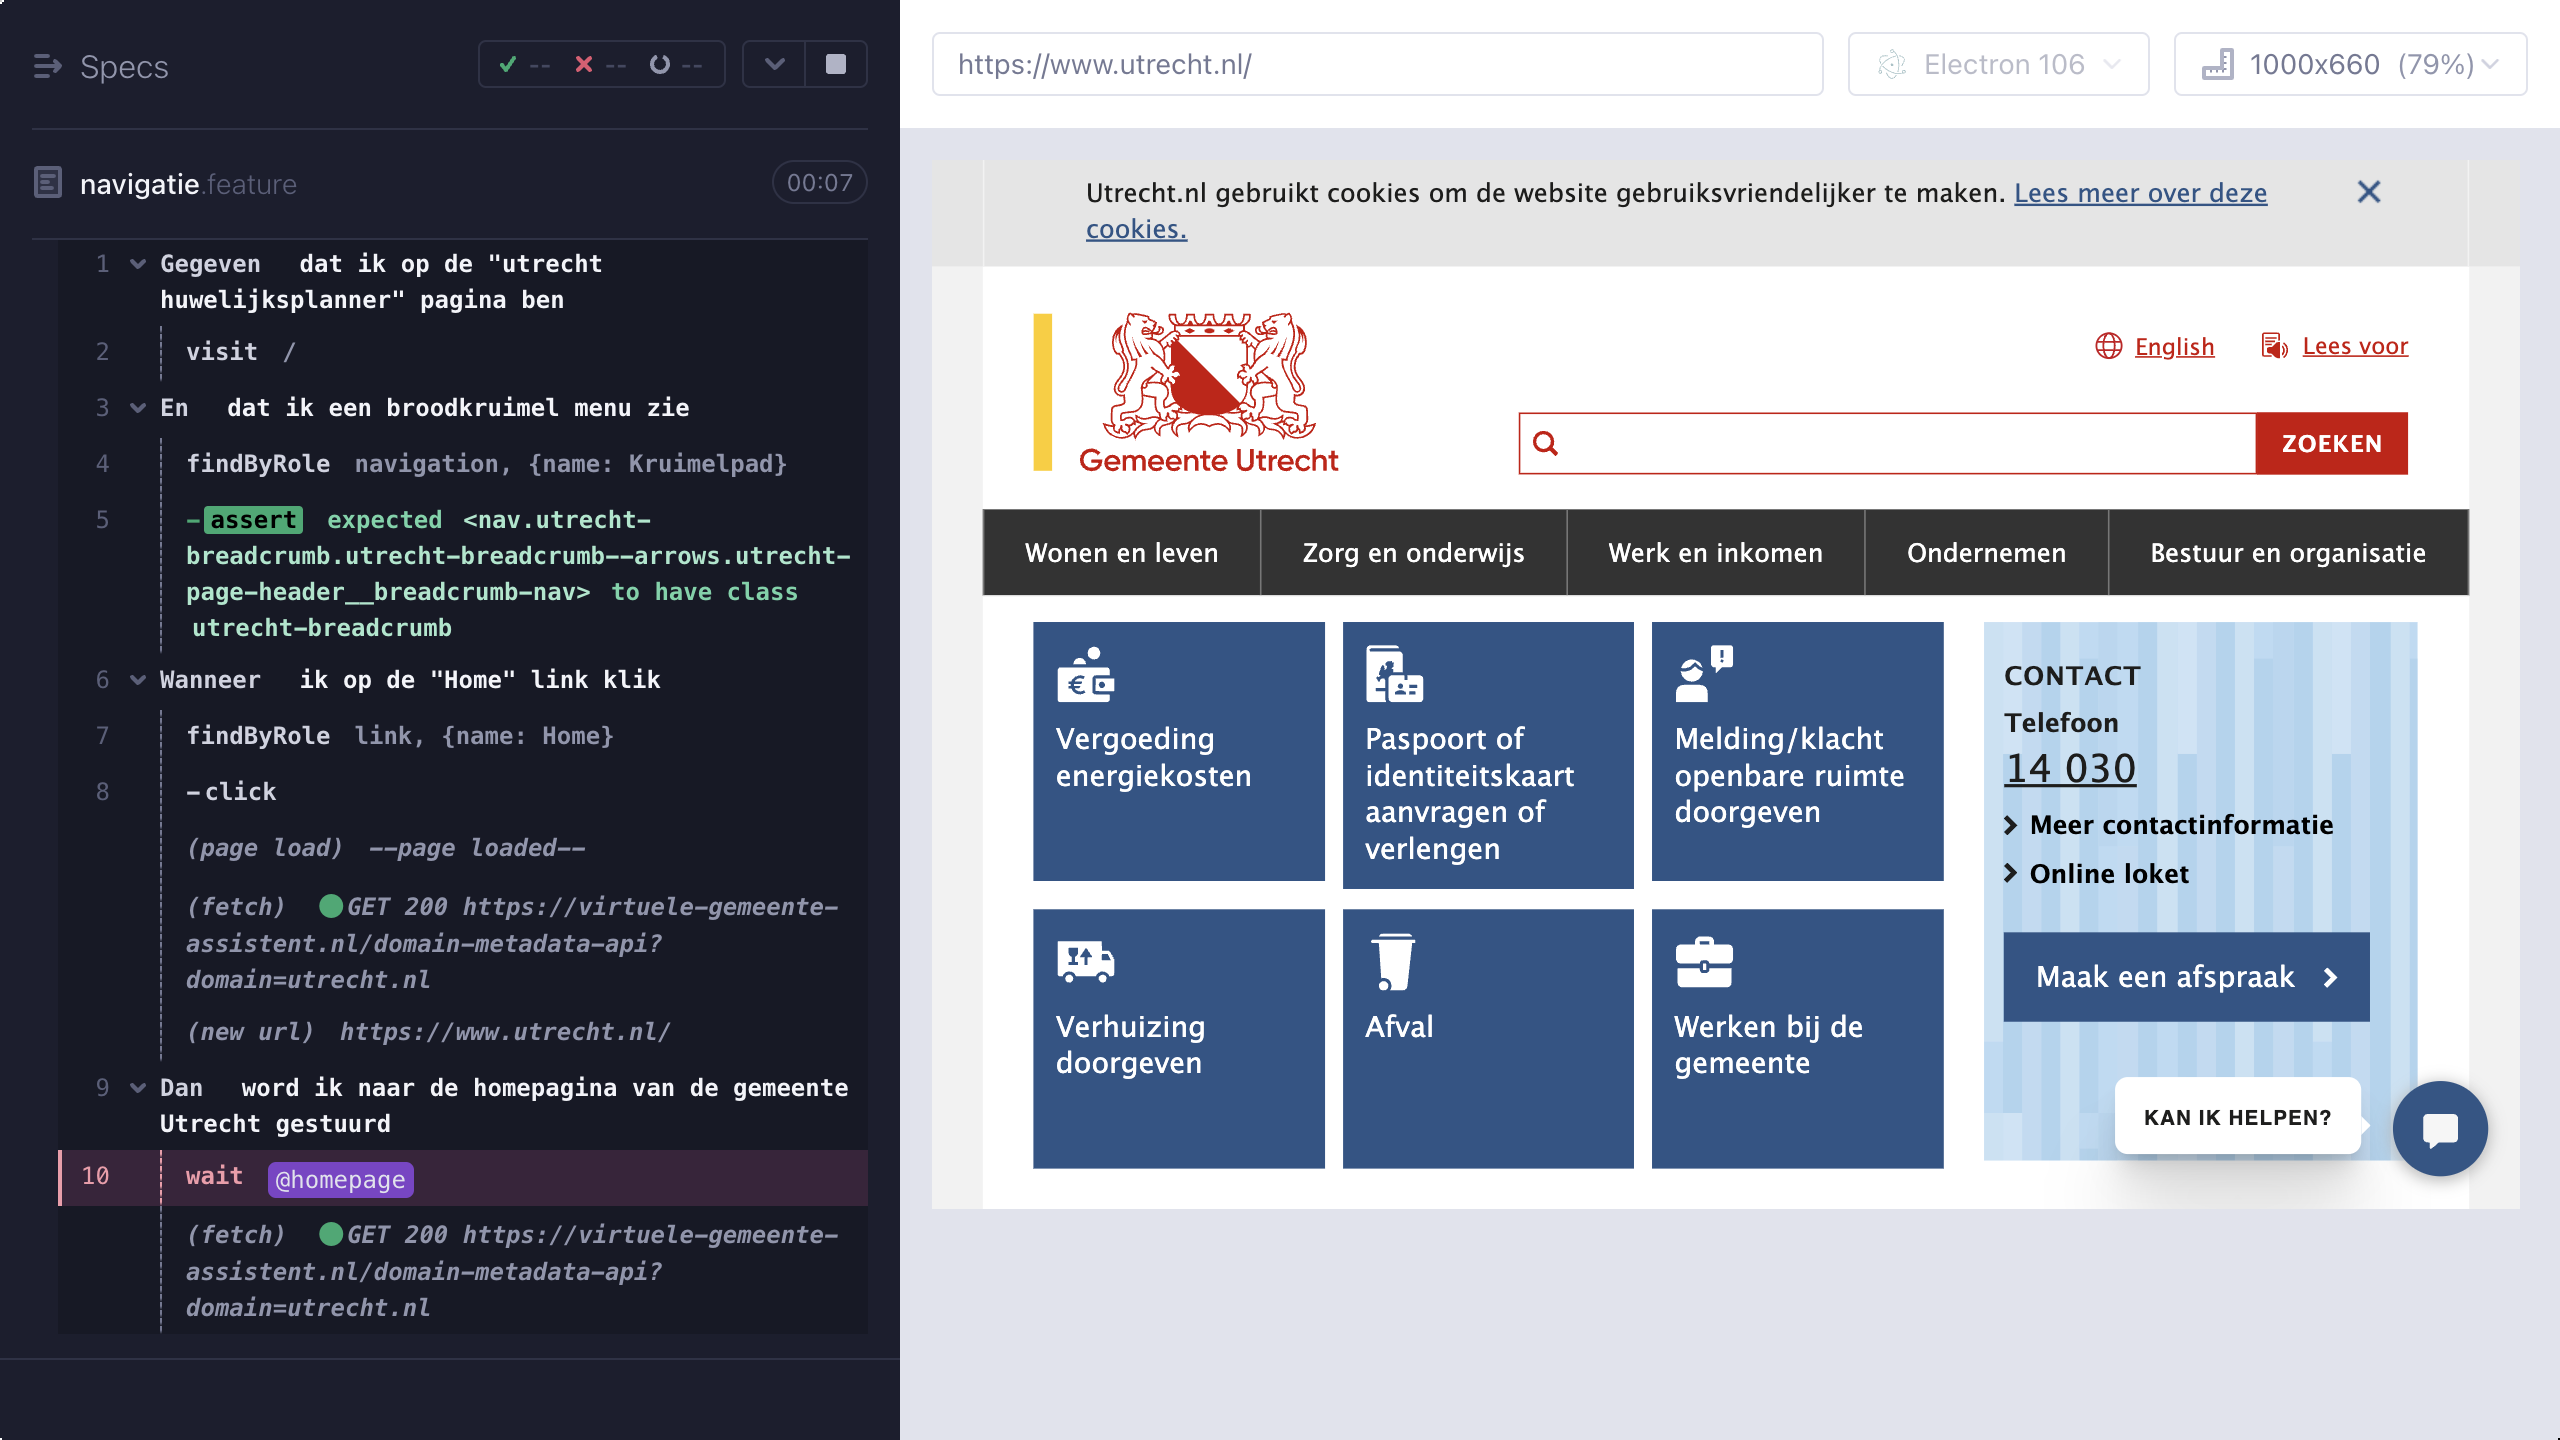 Specs
-- -- --
navigatie.feature
00:07
1 Gegeven dat ik op de "utrecht
huwelijksplanner" pagina ben
2 visit /
3 En dat ik een broodkruimel menu zie
4 findByRole navigation, {name: Kruimelpad}
5 -assert expected <nav.utrecht-
breadcrumb.utrecht-breadcrumb--arrows.utrecht-
page-header__breadcrumb-nav> to have class
utrecht-breadcrumb
6 Wanneer ik op de "Home" link klik
7 findByRole link, {name: Home}
8 -click
(page load) --page loaded--
(fetch) GET 200 https://virtuele-gemeente-
assistent.nl/domain-metadata-api?
domain=utrecht.nl
(new url) https://www.utrecht.nl/
9 Dan word ik naar de homepagina van de gemeente
Utrecht gestuurd
10 wait @homepage
(fetch) GET 200 https://virtuele-gemeente-
assistent.nl/domain-metadata-api?
domain=utrecht.nl
https://www.utrecht.nl/
Electron 106
1000x660 (79%)
Utrecht.nl gebruikt cookies om de website gebruiksvriendelijker te maken. Lees meer over deze
cookies.
Gemeente Utrecht
English
Lees voor
ZOEKEN
Wonen en leven
Zorg en onderwijs
Werk en inkomen
Ondernemen
Bestuur en organisatie
Vergoeding
energiekosten
Paspoort of
identiteitskaart
aanvragen of
verlengen
Melding/klacht
openbare ruimte
doorgeven
Verhuizing
doorgeven
Afval
Werken bij de
gemeente
CONTACT
Telefoon
14 030
Meer contactinformatie
Online loket
Maak een afspraak
KAN IK HELPEN?